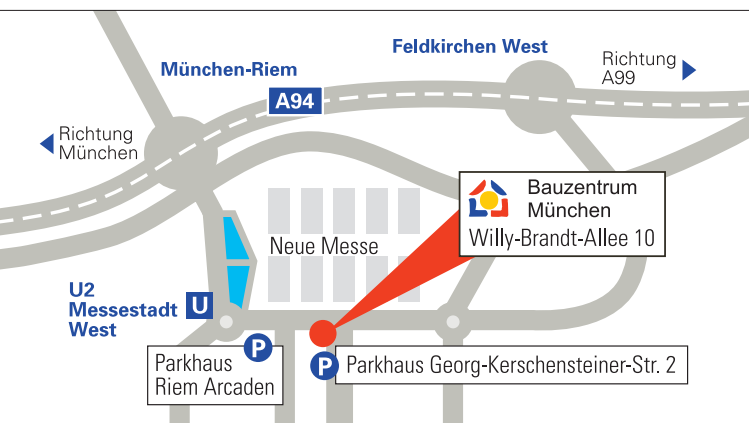 Feldkirchen West
München-Riem
Richtung
A99
A94
Richtung
München
Bauzentrum
München
Willy-Brandt-Allee 10
Neue Messe
U2
Messestadt
West
U
P
Parkhaus
Riem Arcaden
P
Parkhaus Georg-Kerschensteiner-Str. 2